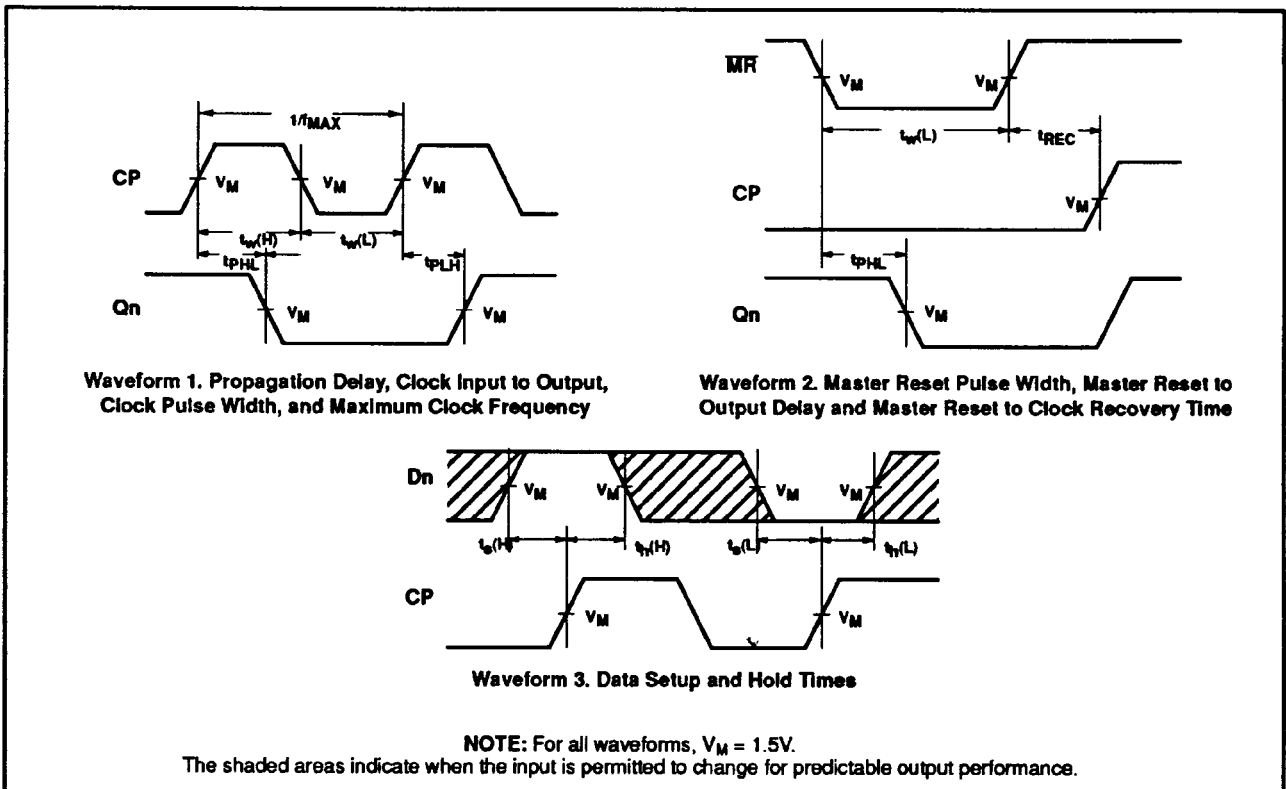 1/fMAX
CP
VM
VM
VM
tw(H)
tw(L)
tPHL
tPLH
Qn
VM
VM
Waveform 1. Propagation Delay, Clock Input to Output,
Clock Pulse Width, and Maximum Clock Frequency
MR
VM
VM
tw(L)
tREC
CP
VM
tPHL
Qn
VM
Waveform 2. Master Reset Pulse Width, Master Reset to
Output Delay and Master Reset to Clock Recovery Time
Dn
VM
VM
VM
VM
ts(H)
th(H)
ts(L)
th(L)
CP
VM
VM
Waveform 3. Data Setup and Hold Times
NOTE: For all waveforms, VM = 1.5V.
The shaded areas indicate when the input is permitted to change for predictable output performance.